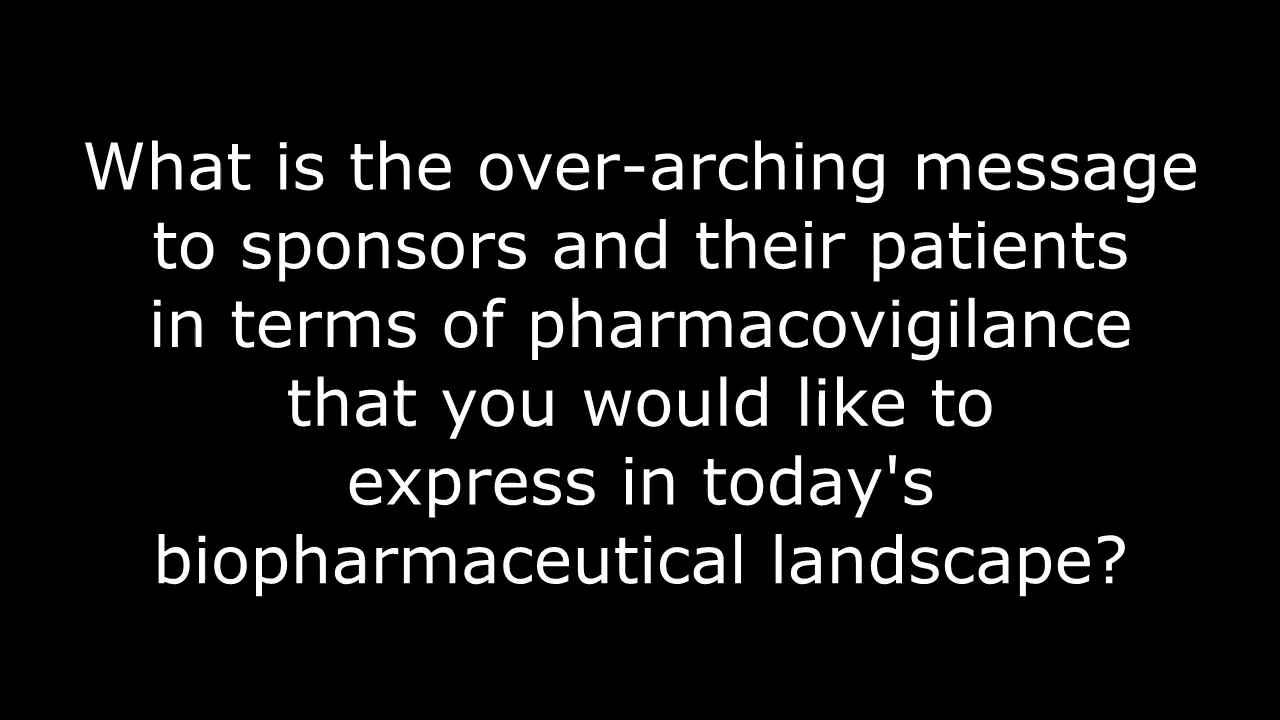 What is the over-arching message
to sponsors and their patients
in terms of pharmacovigilance
that you would like to
express in today's
biopharmaceutical landscape?